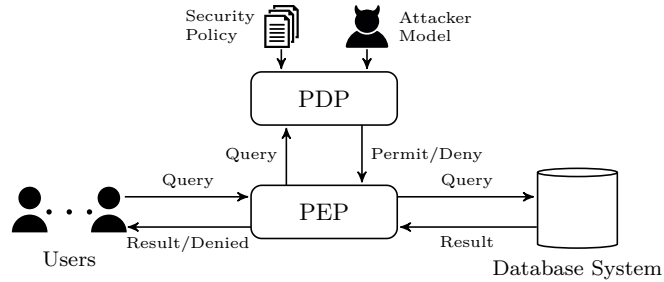 Security
Policy
Attacker
Model
PDP
Query
Permit/Deny
Query
PEP
Query
Result/Denied
Result
Users
Database System